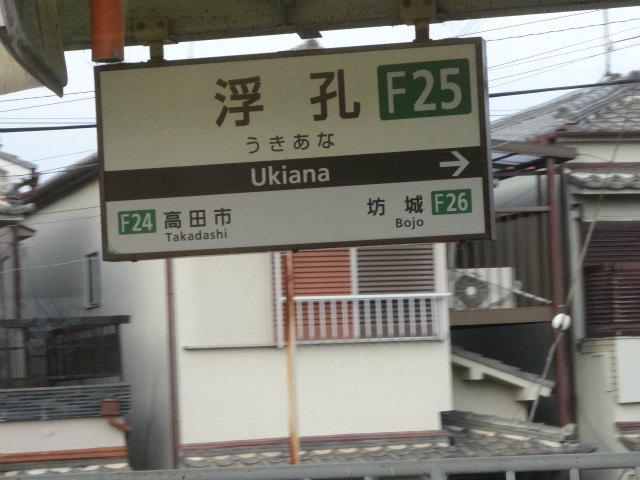 浮孔 F25
うきあな
Ukiana →
F24 高田市 坊城 F26
Takadashi Bojo